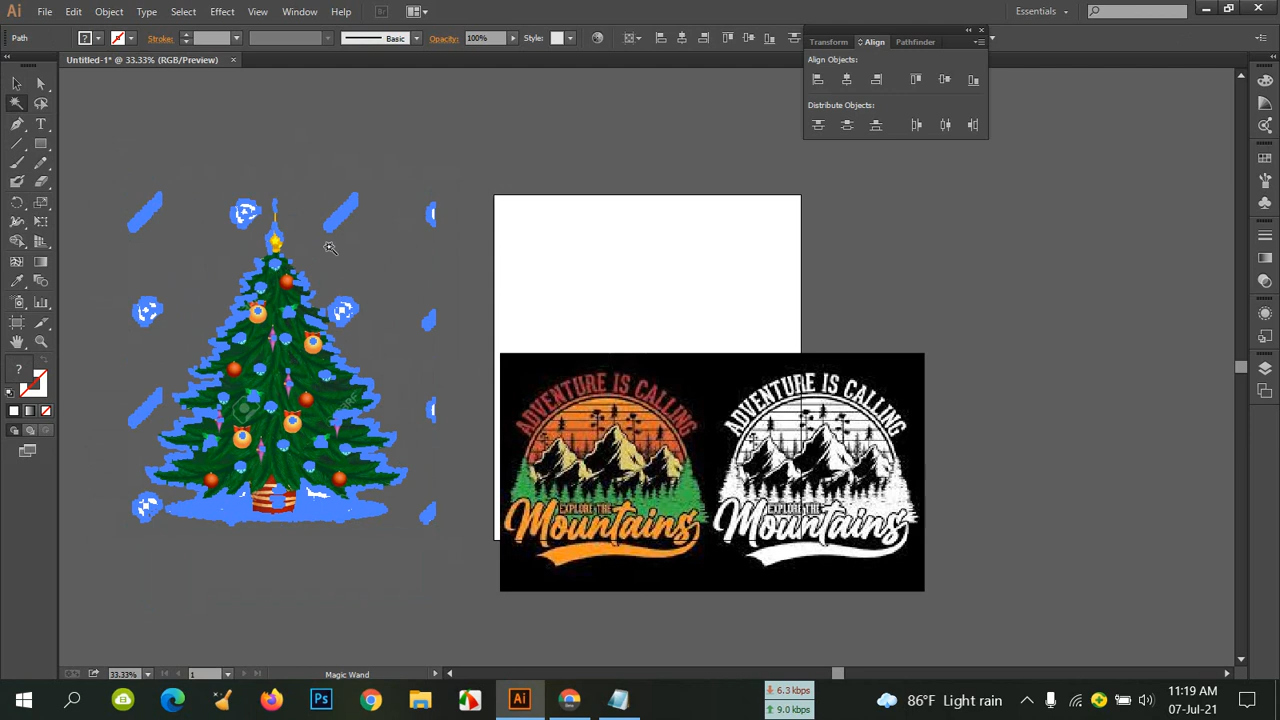 Ai File Edit Object Type Select Effect View Window Help Br Essentials
Path ? Stroke: Basic Opacity: 100% Style:
Transform Align Pathfinder
Untitled-1* @ 33.33% (RGB/Preview) ×
Align Objects:
Distribute Objects:
ADVENTURE IS CALLING
EXPLORE THE
Mountains
ADVENTURE IS CALLING
EXPLORE THE
Mountains
?
33.33% 1 Magic Wand
Ps Ai 6.3 kbps 86°F Light rain 11:19 AM
9.0 kbps 07-Jul-21